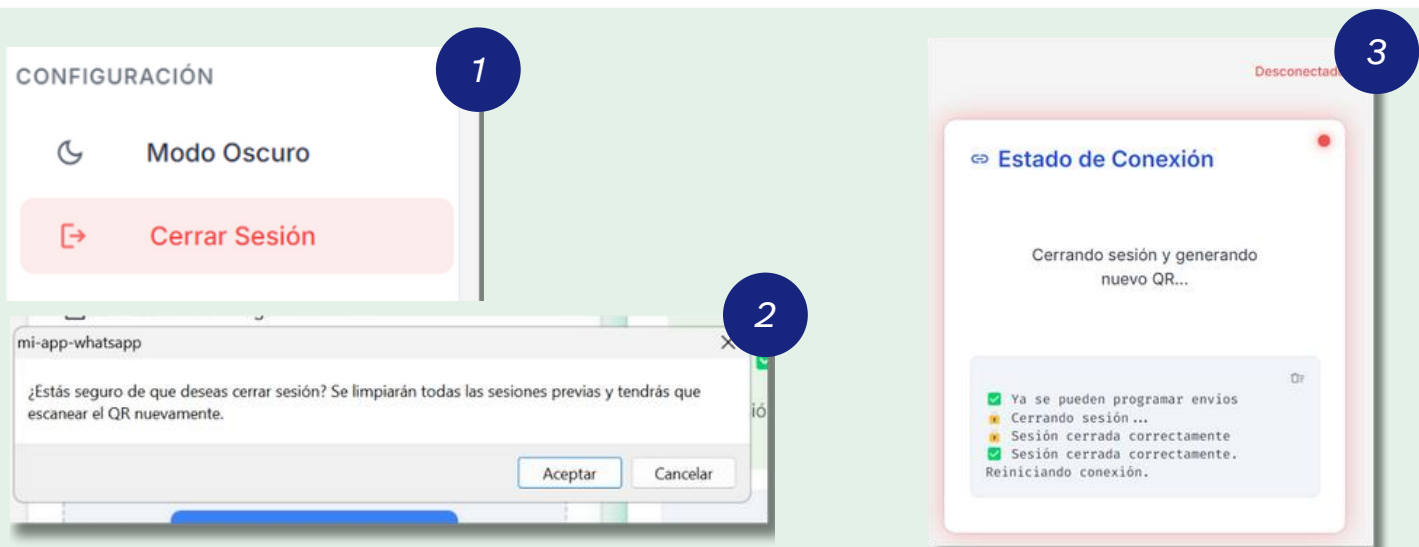 1
CONFIGURACIÓN
Modo Oscuro
Cerrar Sesión
2
mi-app-whatsapp
¿Estás seguro de que deseas cerrar sesión? Se limpiarán todas las sesiones previas y tendrás que
escanear el QR nuevamente.
Aceptar
Cancelar
3
Estado de Conexión
Cerrando sesión y generando
nuevo QR...
Ya se pueden programar envios
Cerrando sesión...
Sesión cerrada correctamente
Sesión cerrada correctamente.
Reiniciando conexión.